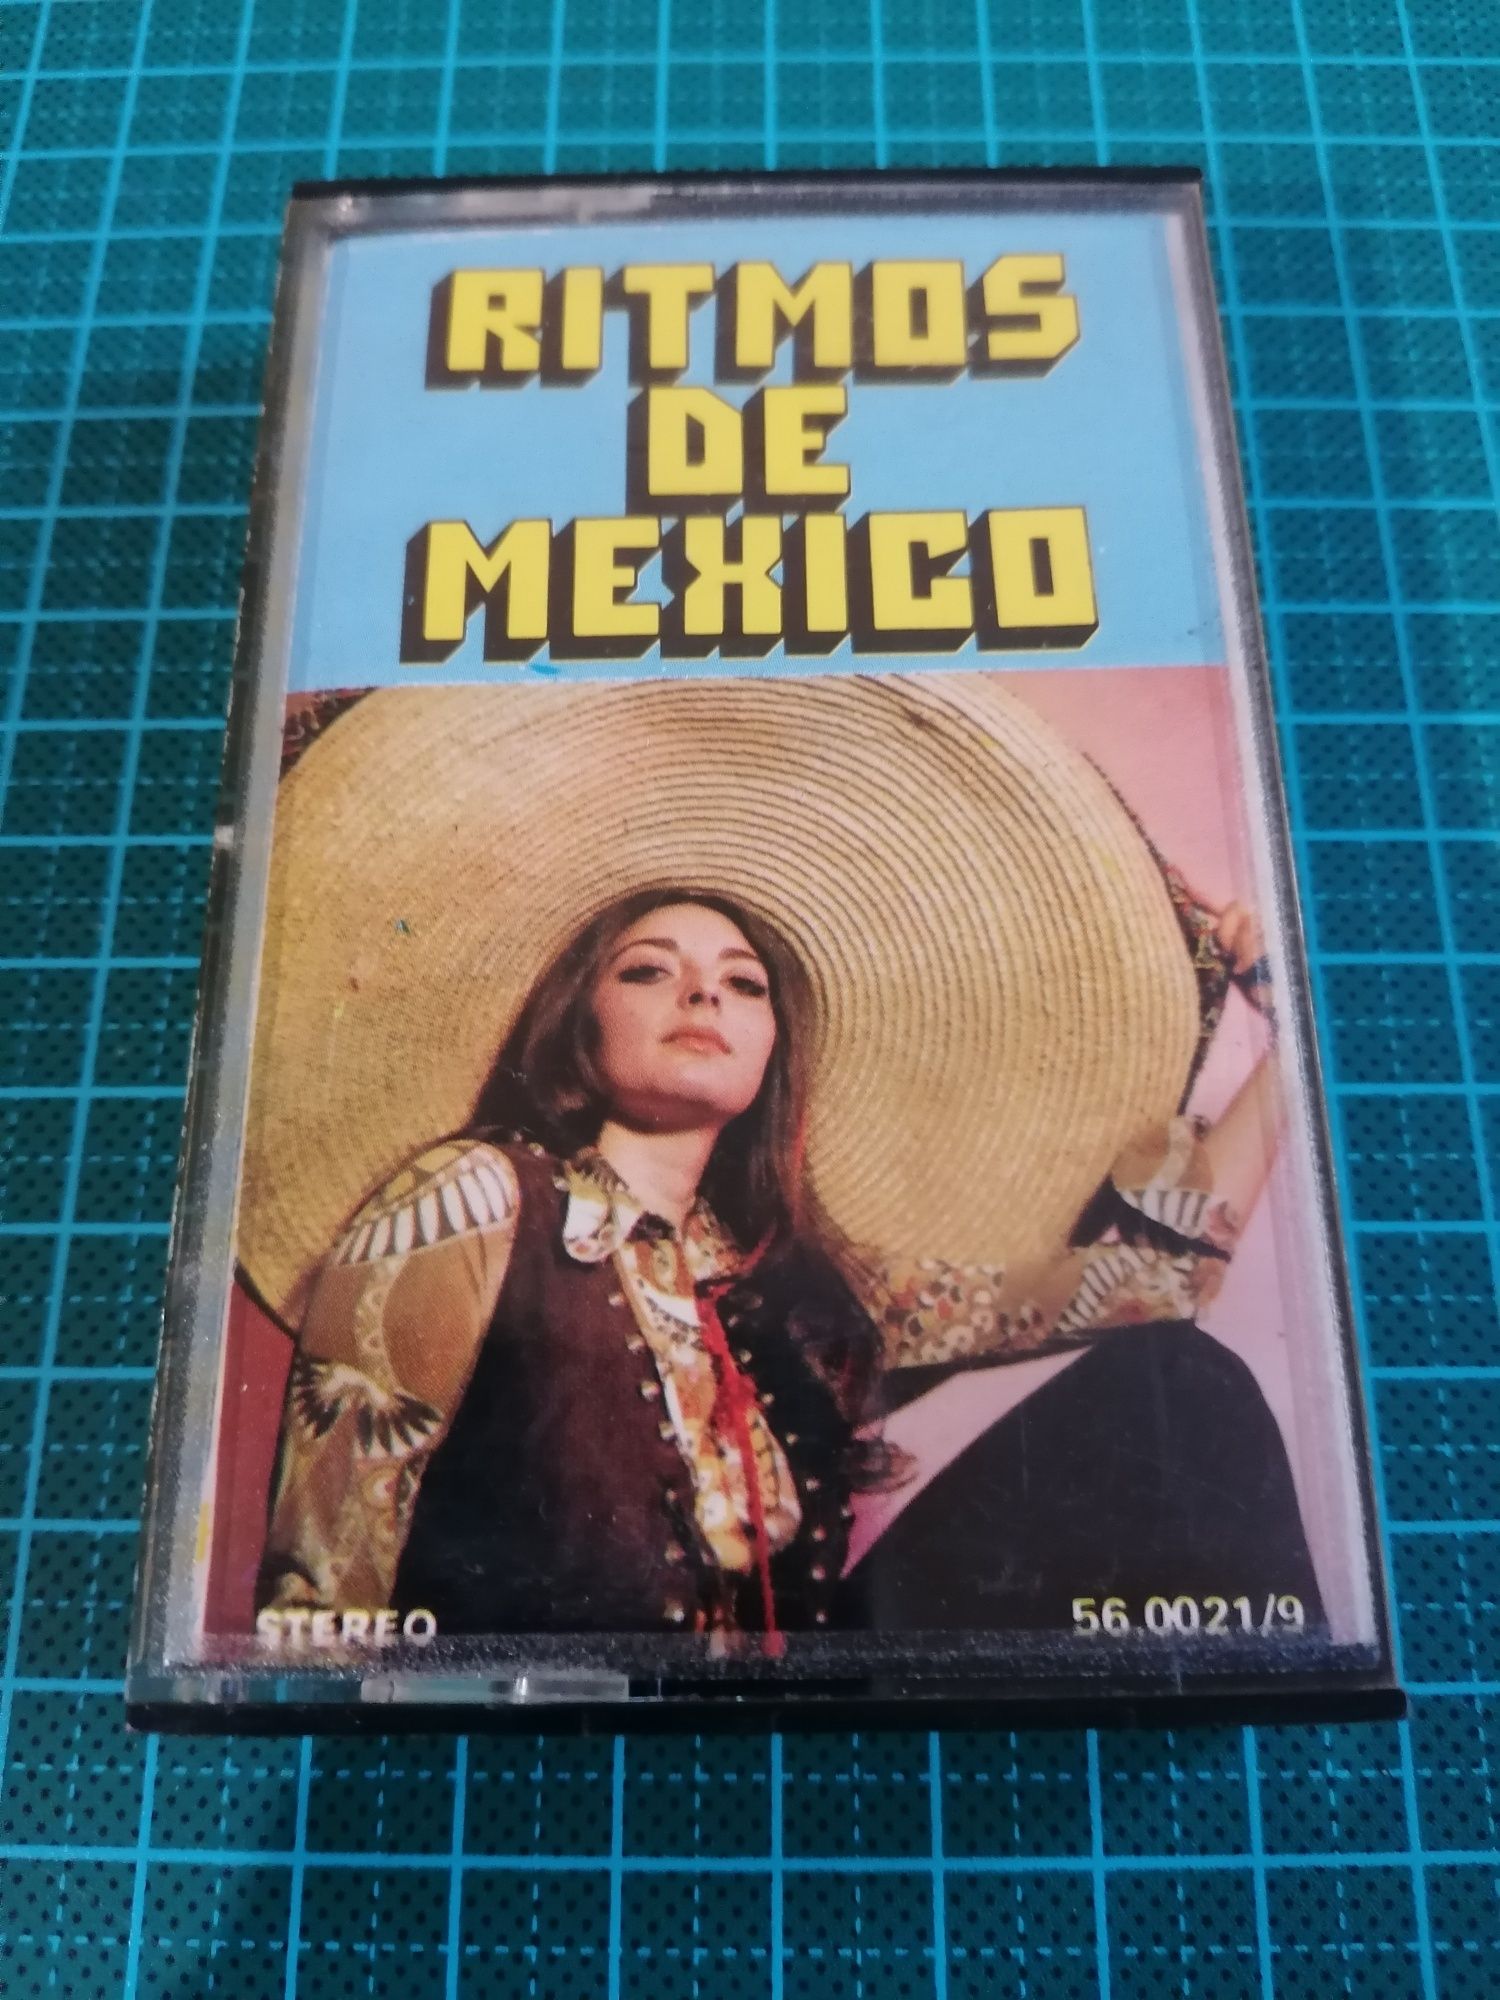 RITMOS
DE
MEXICO
STEREO
56.0021/9